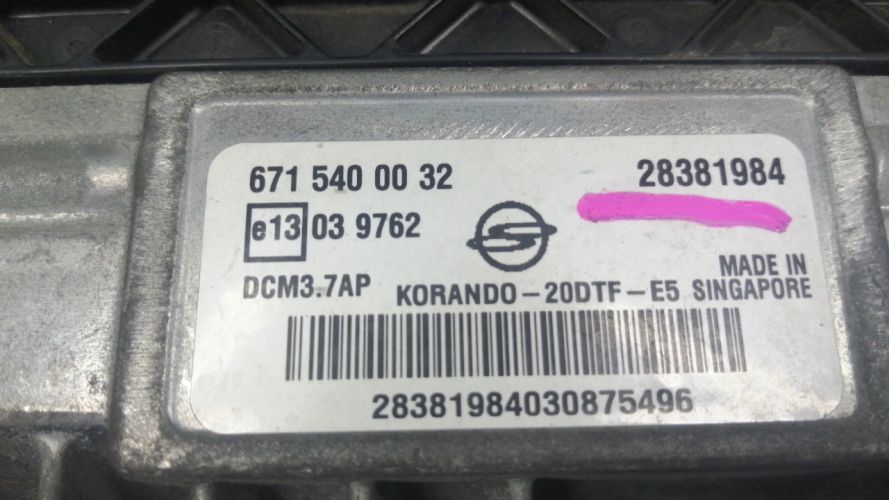 671 540 00 32 28381984
e13 03 9762
DCM3.7AP KORANDO-20DTF-E5 MADE IN SINGAPORE
28381984030875496